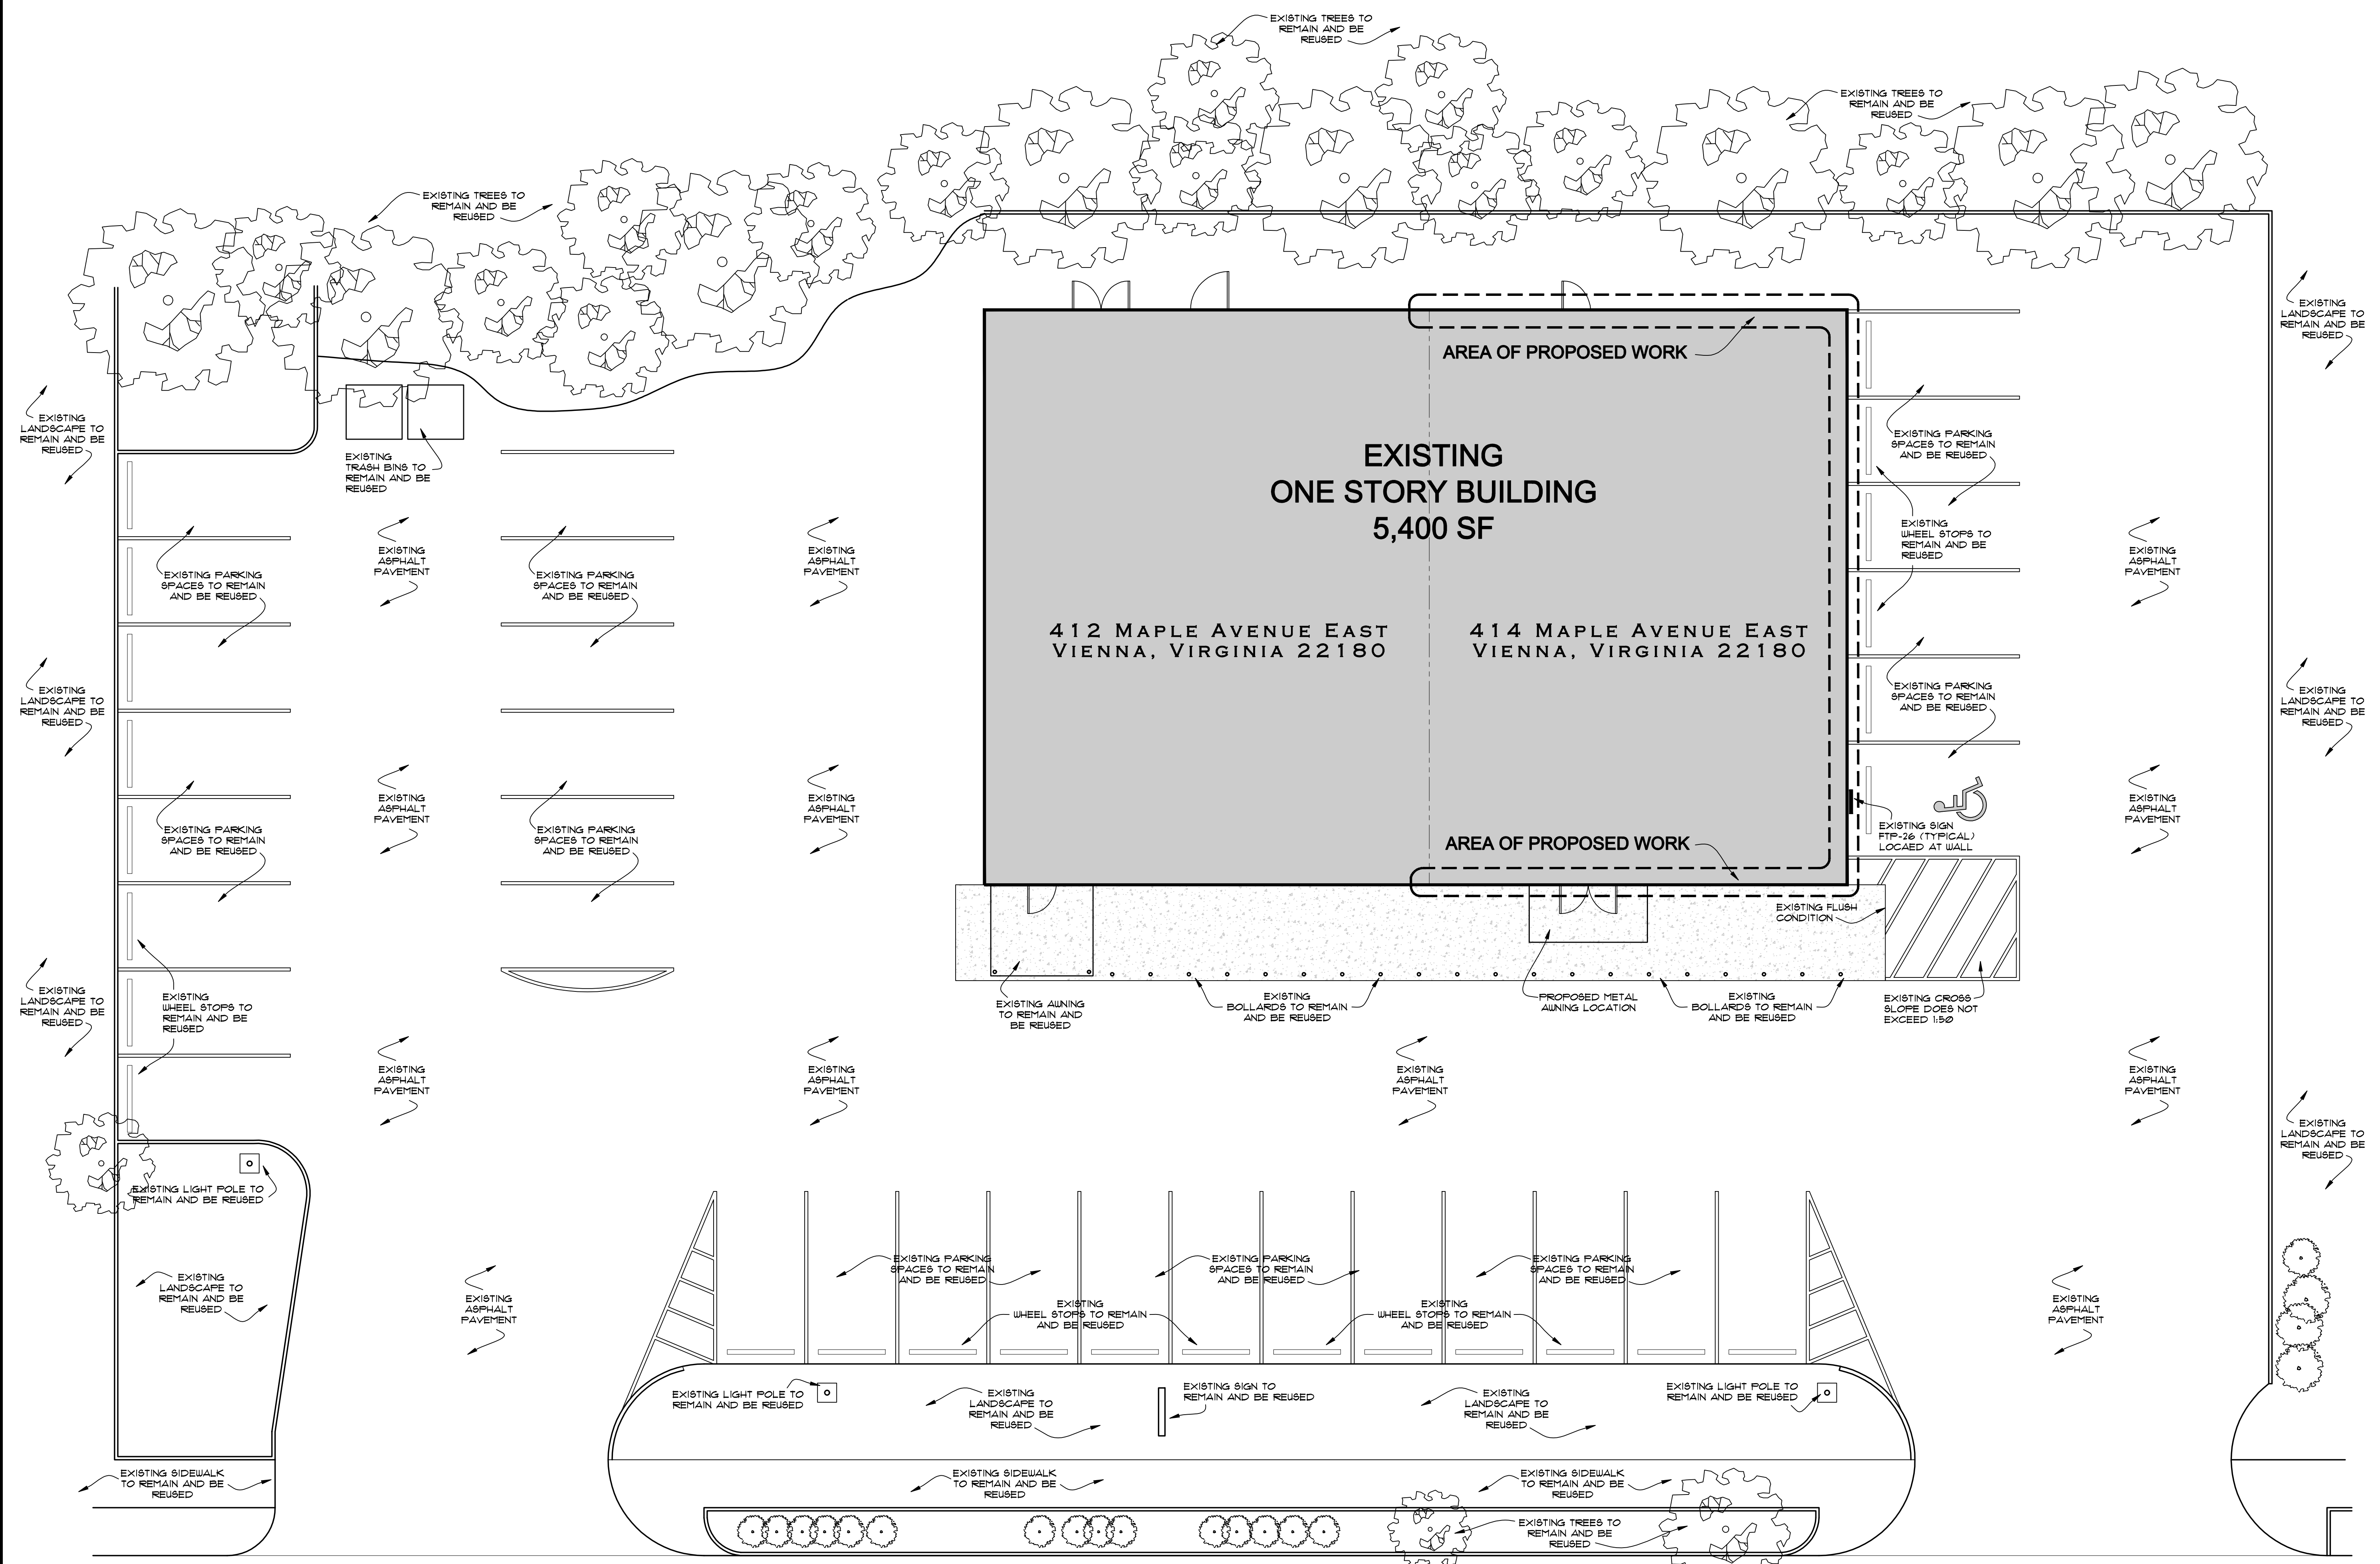 EXISTING TREES TO
REMAIN AND BE
REUSED
EXISTING TREES TO
REMAIN AND BE
REUSED
EXISTING TREES TO
REMAIN AND BE
REUSED
EXISTING
LANDSCAPE TO
REMAIN AND BE
REUSED
AREA OF PROPOSED WORK
EXISTING
LANDSCAPE TO
REMAIN AND BE
REUSED
EXISTING
TRASH BINS TO
REMAIN AND BE
REUSED
EXISTING
ONE STORY BUILDING
5,400 SF
EXISTING PARKING
SPACES TO REMAIN
AND BE REUSED
EXISTING
WHEEL STOPS TO
REMAIN AND BE
REUSED
EXISTING
ASPHALT
PAVEMENT
EXISTING
ASPHALT
PAVEMENT
EXISTING
ASPHALT
PAVEMENT
EXISTING PARKING
SPACES TO REMAIN
AND BE REUSED
EXISTING PARKING
SPACES TO REMAIN
AND BE REUSED
412 MAPLE AVENUE EAST
VIENNA, VIRGINIA 22180
414 MAPLE AVENUE EAST
VIENNA, VIRGINIA 22180
EXISTING
LANDSCAPE TO
REMAIN AND BE
REUSED
EXISTING PARKING
SPACES TO REMAIN
AND BE REUSED
EXISTING
LANDSCAPE TO
REMAIN AND BE
REUSED
EXISTING
ASPHALT
PAVEMENT
EXISTING
ASPHALT
PAVEMENT
EXISTING
ASPHALT
PAVEMENT
EXISTING PARKING
SPACES TO REMAIN
AND BE REUSED
EXISTING PARKING
SPACES TO REMAIN
AND BE REUSED
AREA OF PROPOSED WORK
EXISTING SIGN
FTP-26 (TYPICAL)
LOCAED AT WALL
EXISTING FLUSH
CONDITION
EXISTING
LANDSCAPE TO
REMAIN AND BE
REUSED
EXISTING
WHEEL STOPS TO
REMAIN AND BE
REUSED
EXISTING AWNING
TO REMAIN AND
BE REUSED
EXISTING
BOLLARDS TO REMAIN
AND BE REUSED
PROPOSED METAL
AWNING LOCATION
EXISTING
BOLLARDS TO REMAIN
AND BE REUSED
EXISTING CROSS
SLOPE DOES NOT
EXCEED 1:50
EXISTING
ASPHALT
PAVEMENT
EXISTING
ASPHALT
PAVEMENT
EXISTING
ASPHALT
PAVEMENT
EXISTING
ASPHALT
PAVEMENT
EXISTING
LANDSCAPE TO
REMAIN AND BE
REUSED
EXISTING LIGHT POLE TO
REMAIN AND BE REUSED
EXISTING
LANDSCAPE TO
REMAIN AND BE
REUSED
EXISTING
ASPHALT
PAVEMENT
EXISTING PARKING
SPACES TO REMAIN
AND BE REUSED
EXISTING PARKING
SPACES TO REMAIN
AND BE REUSED
EXISTING PARKING
SPACES TO REMAIN
AND BE REUSED
EXISTING
WHEEL STOPS TO REMAIN
AND BE REUSED
EXISTING
WHEEL STOPS TO REMAIN
AND BE REUSED
EXISTING
ASPHALT
PAVEMENT
EXISTING LIGHT POLE TO
REMAIN AND BE REUSED
EXISTING
LANDSCAPE TO
REMAIN AND BE
REUSED
EXISTING SIGN TO
REMAIN AND BE REUSED
EXISTING
LANDSCAPE TO
REMAIN AND BE
REUSED
EXISTING LIGHT POLE TO
REMAIN AND BE REUSED
EXISTING SIDEWALK
TO REMAIN AND BE
REUSED
EXISTING SIDEWALK
TO REMAIN AND BE
REUSED
EXISTING SIDEWALK
TO REMAIN AND BE
REUSED
EXISTING TREES TO
REMAIN AND BE
REUSED